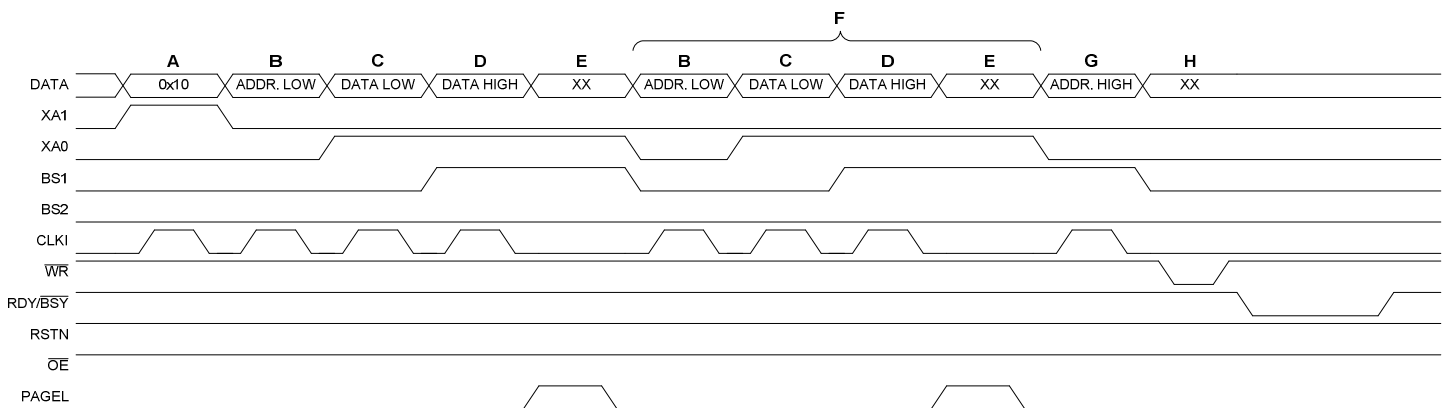 F
A B C D E B C D E G H
DATA 0x10 ADDR. LOW DATA LOW DATA HIGH XX ADDR. LOW DATA LOW DATA HIGH XX ADDR. HIGH XX
XA1
XA0
BS1
BS2
CLKI
WR
RDY/BSY
RSTN
OE
PAGEL